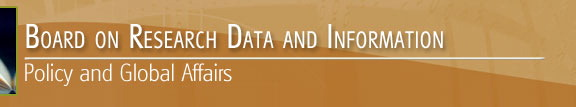 Board on Research Data and Information
Policy and Global Affairs